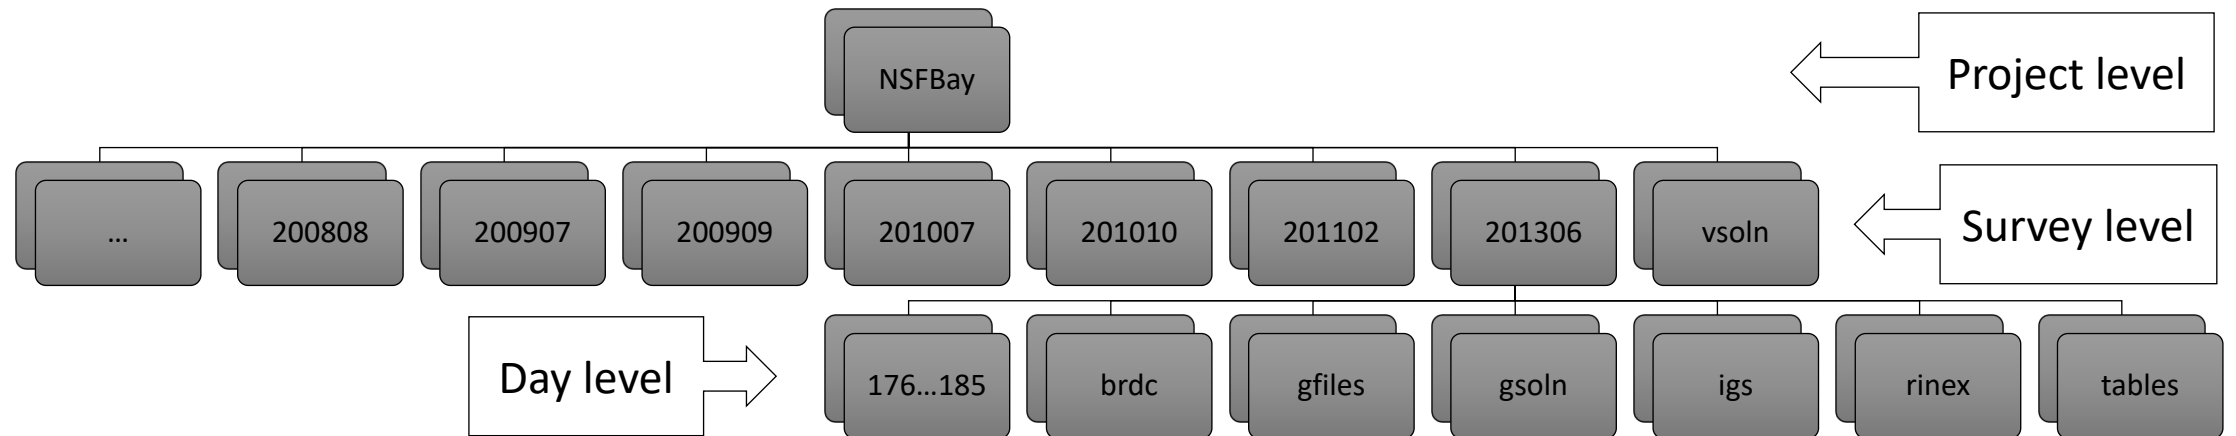 NSFBay
Project level
...
200808
200907
200909
201007
201010
201102
201306
vsoln
Survey level
Day level
176...185
brdc
gfiles
gsoln
igs
rinex
tables